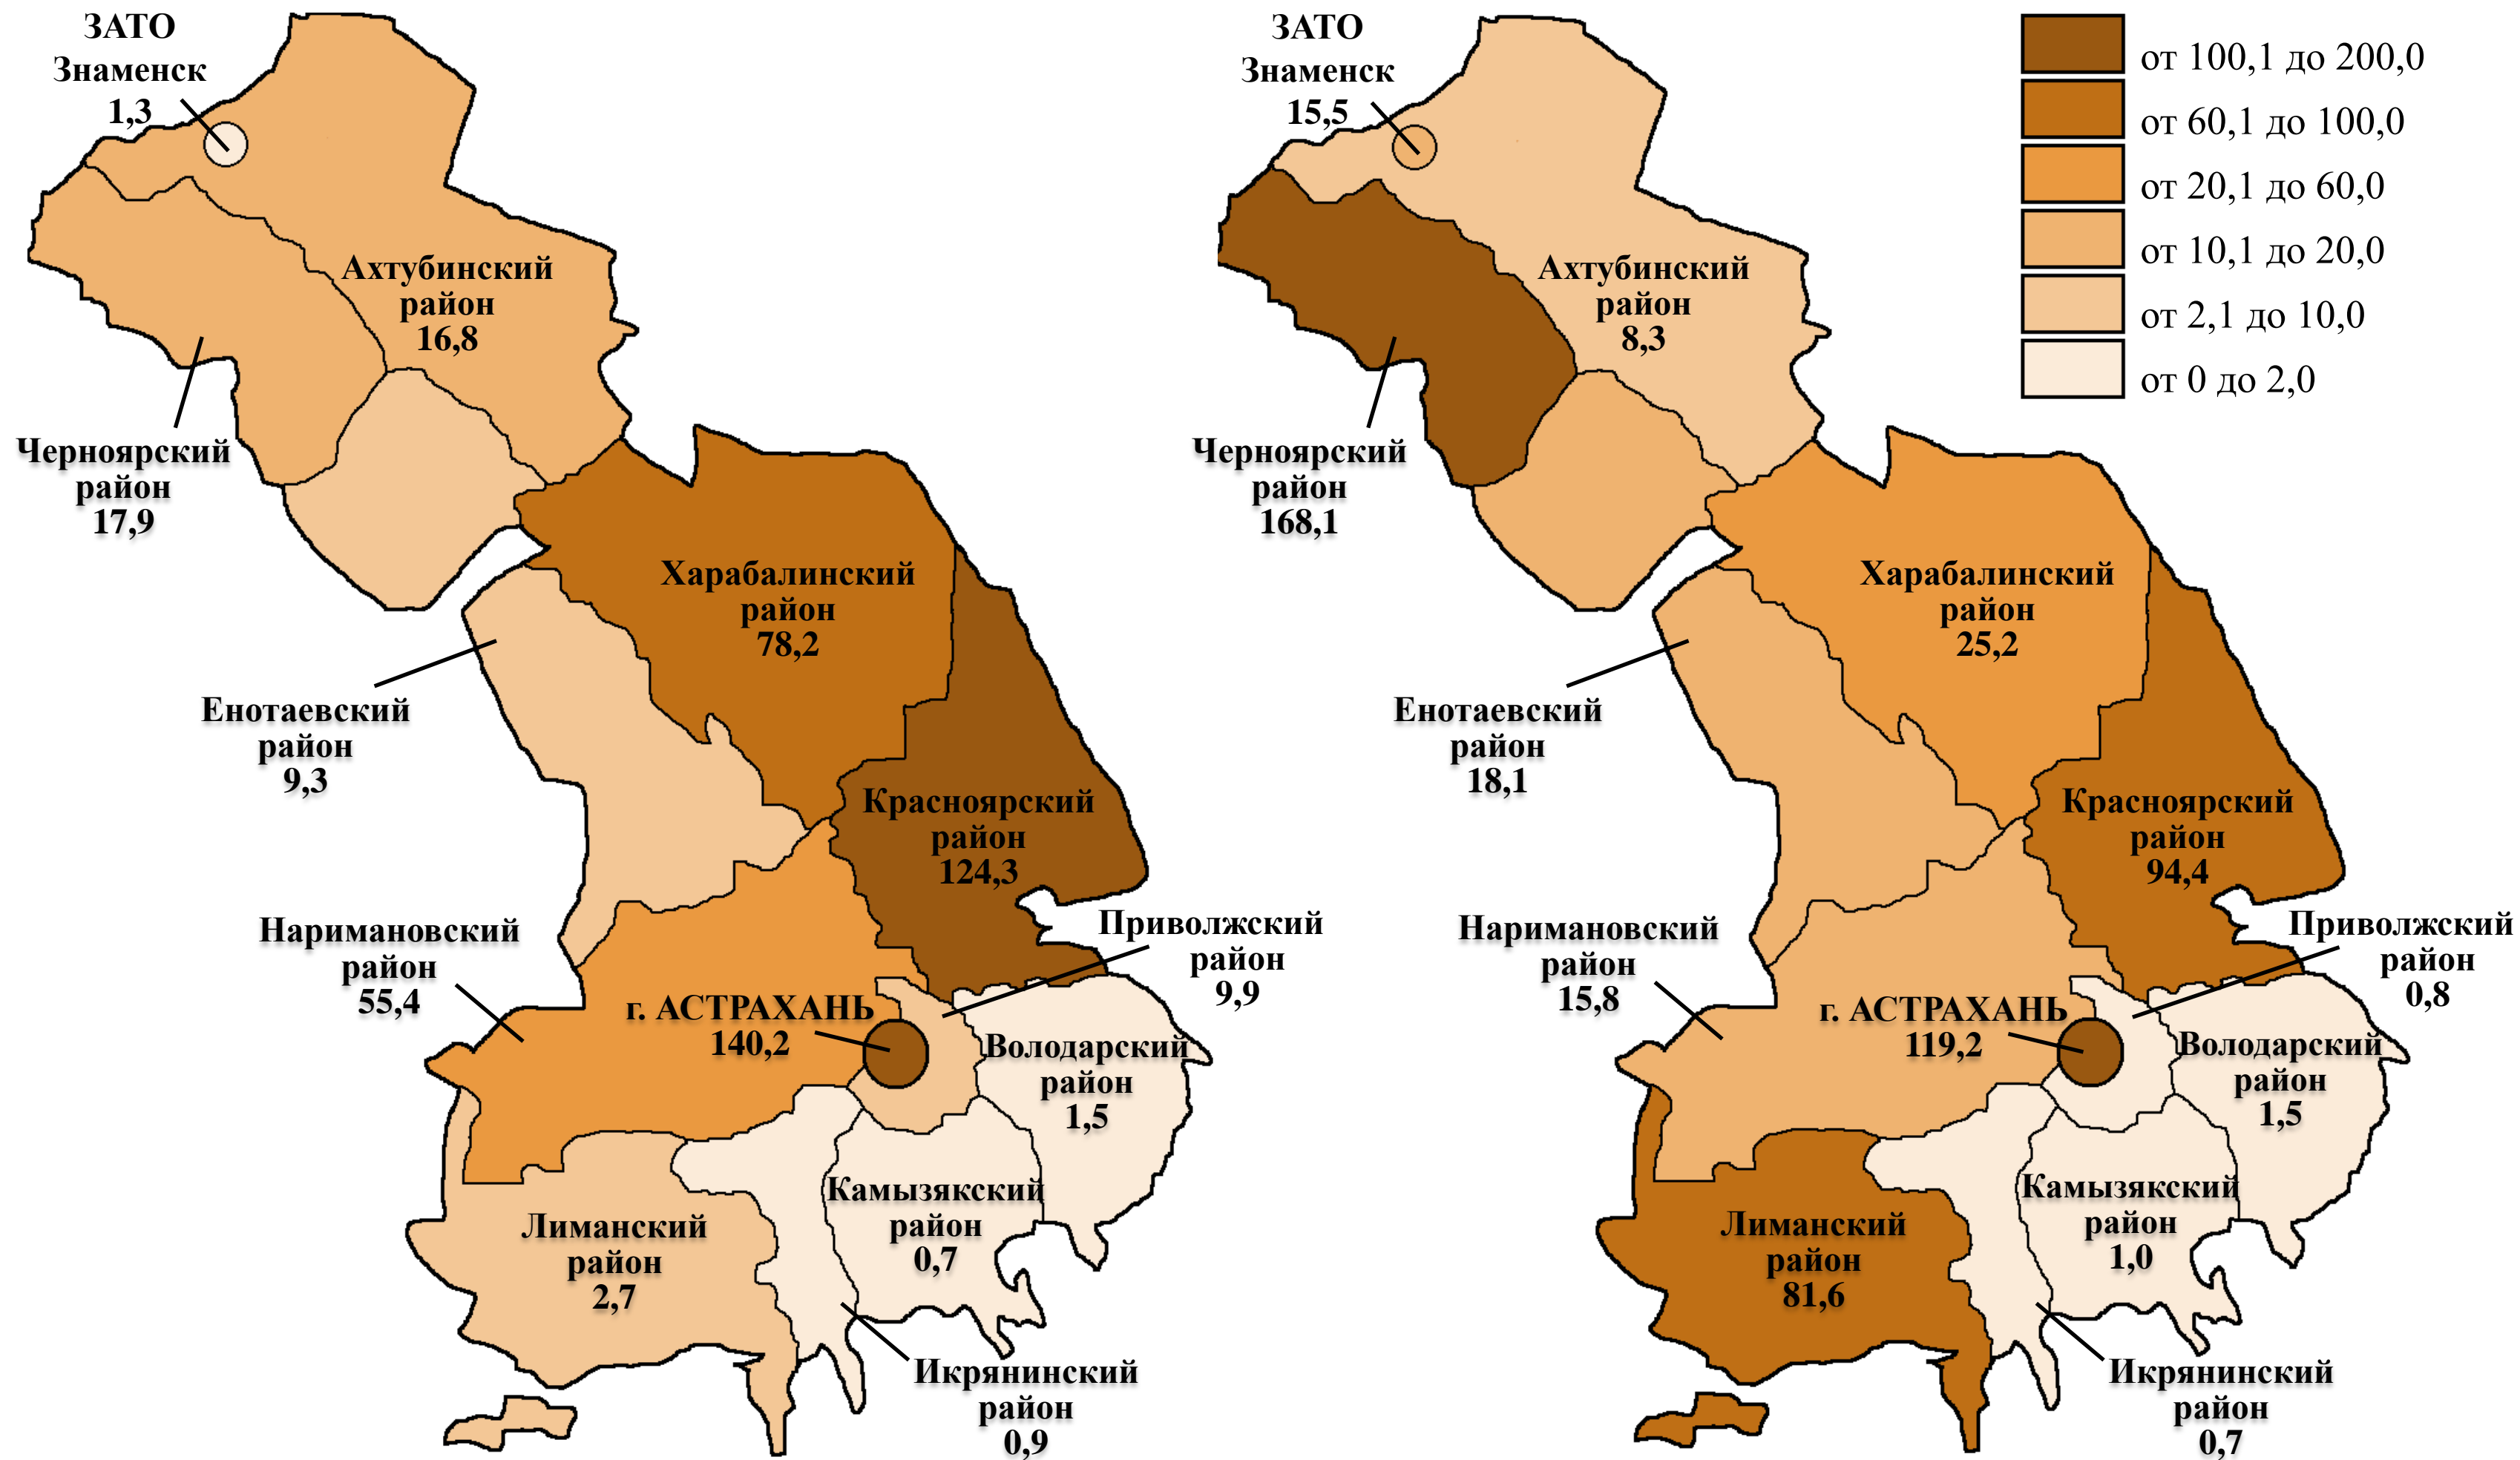 ЗАТО
Знаменск
1,3
Ахтубинский
район
16,8
Черноярский
район
17,9
Харабалинский
район
78,2
Енотаевский
район
9,3
Красноярский
район
124,3
Наримановский
район
55,4
Приволжский
район
9,9
г. АСТРАХАНЬ
140,2
Володарский
район
1,5
Камызякский
район
0,7
Лиманский
район
2,7
Икрянинский
район
0,9
ЗАТО
Знаменск
15,5
Ахтубинский
район
8,3
Черноярский
район
168,1
Харабалинский
район
25,2
Енотаевский
район
18,1
Красноярский
район
94,4
Наримановский
район
15,8
Приволжский
район
0,8
г. АСТРАХАНЬ
119,2
Володарский
район
1,5
Камызякский
район
1,0
Лиманский
район
81,6
Икрянинский
район
0,7
от 100,1 до 200,0
от 60,1 до 100,0
от 20,1 до 60,0
от 10,1 до 20,0
от 2,1 до 10,0
от 0 до 2,0